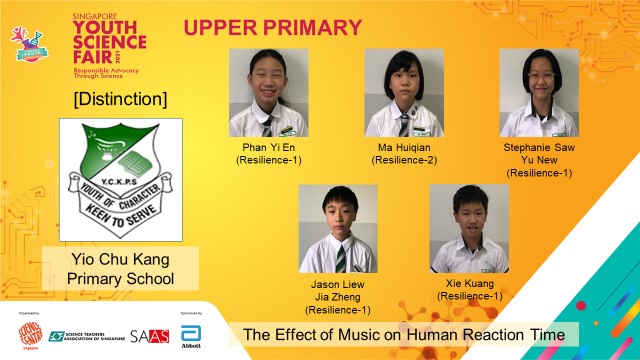 SINGAPORE
YOUTH
SCIENCE
FAIR 2021
Responsible Advocacy
Through Science
UPPER PRIMARY
[Distinction]
Y.C.K.P.S
YOUTH OF CHARACTER
KEEN TO SERVE
Yio Chu Kang
Primary School
Phan Yi En
(Resilience-1)
Ma Huiqian
(Resilience-2)
Stephanie Saw
Yu New
(Resilience-1)
Jason Liew
Jia Zheng
(Resilience-1)
Xie Kuang
(Resilience-1)
Organised by
SCIENCE
CENTRE
singapore
SCIENCE TEACHERS
ASSOCIATION OF SINGAPORE
SAAS
Sponsored by
Abbott
The Effect of Music on Human Reaction Time